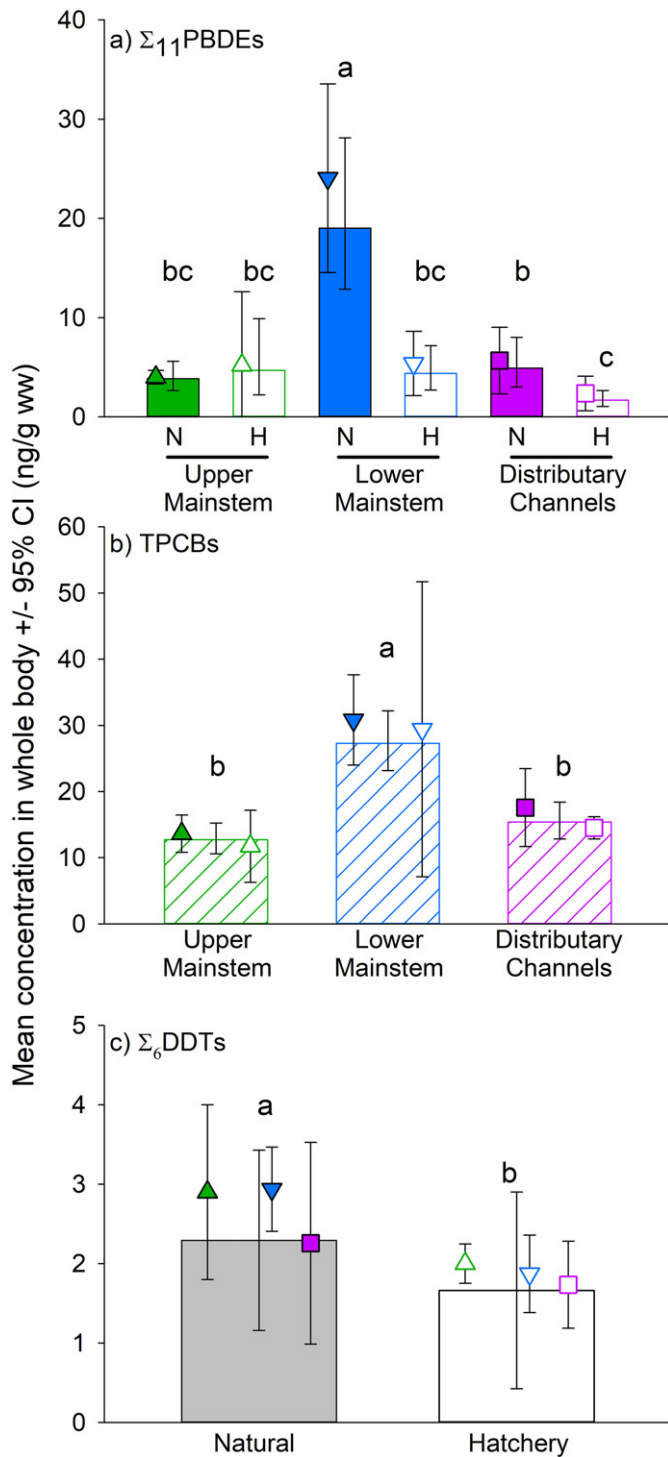 Mean concentration in whole body +/- 95% CI (ng/g ww)
a) Σ11PBDEs
40
30
20
10
0
bc
bc
a
bc
b
c
N H N H N H
Upper Mainstem
Lower Mainstem
Distributary Channels
b) TPCBs
60
50
40
30
20
10
0
b
a
b
Upper Mainstem
Lower Mainstem
Distributary Channels
c) Σ6DDTs
5
4
3
2
1
0
a
b
Natural
Hatchery